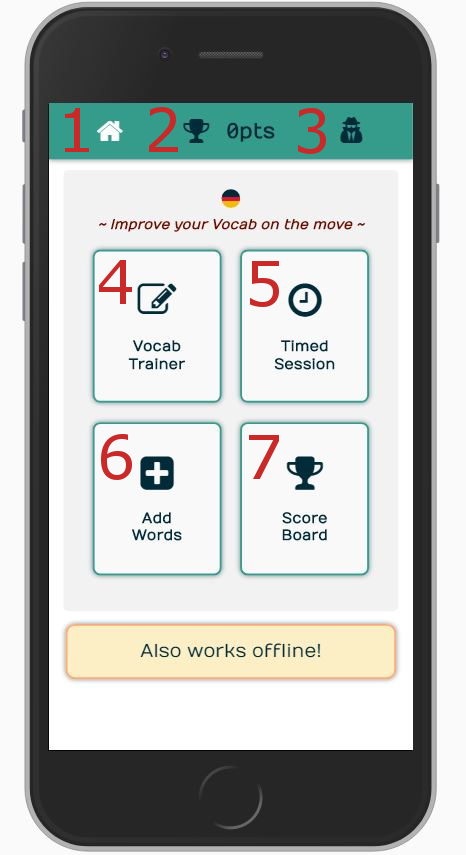 1 2 0pts 3
~ Improve your Vocab on the move ~
4 5
Vocab Timed
Trainer Session
6 7
Add Score
Words Board
Also works offline!